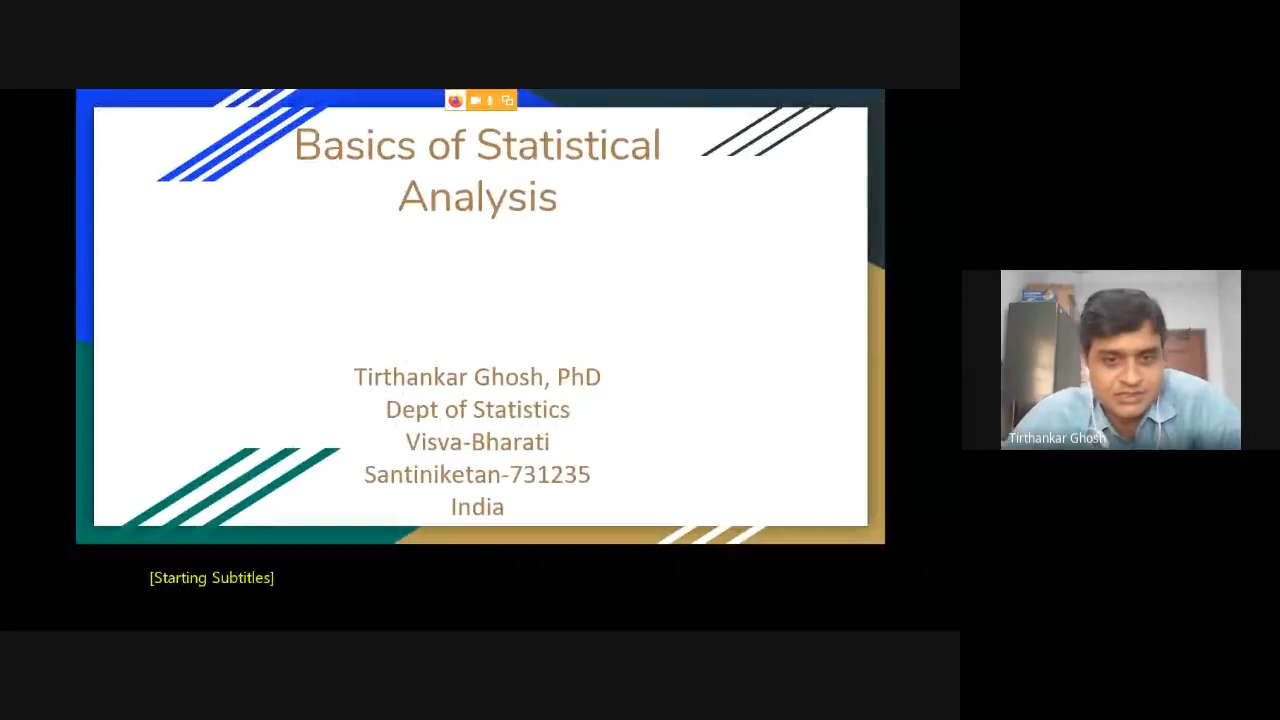 Basics of Statistical
Analysis
Tirthankar Ghosh, PhD
Dept of Statistics
Visva-Bharati
Santiniketan-731235
India
[Starting Subtitles]
Tirthankar Ghosh